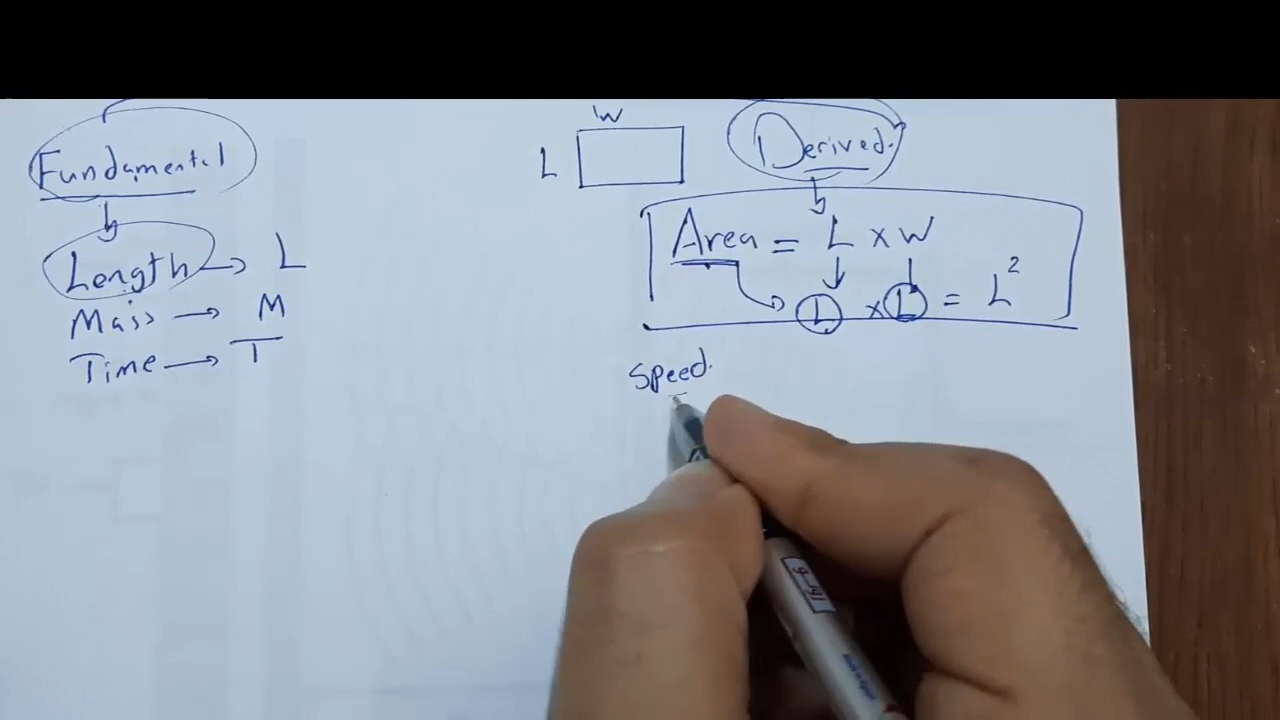 Fundamental
Length → L
Mass → M
Time → T
W
L
Derived.
Area = L x W
L x L = L²
Speed.